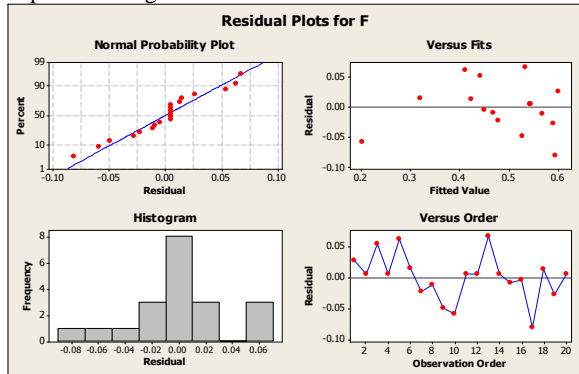 Residual Plots for F
Normal Probability Plot
99
90
50
10
1
Percent
-0.10 -0.05 0.00 0.05 0.10
Residual
Versus Fits
0.05
0.00
-0.05
-0.10
Residual
0.2 0.3 0.4 0.5 0.6
Fitted Value
Histogram
8
6
4
2
0
Frequency
-0.08 -0.06 -0.04 -0.02 0.00 0.02 0.04 0.06
Residual
Versus Order
0.05
0.00
-0.05
-0.10
Residual
2 4 6 8 10 12 14 16 18 20
Observation Order